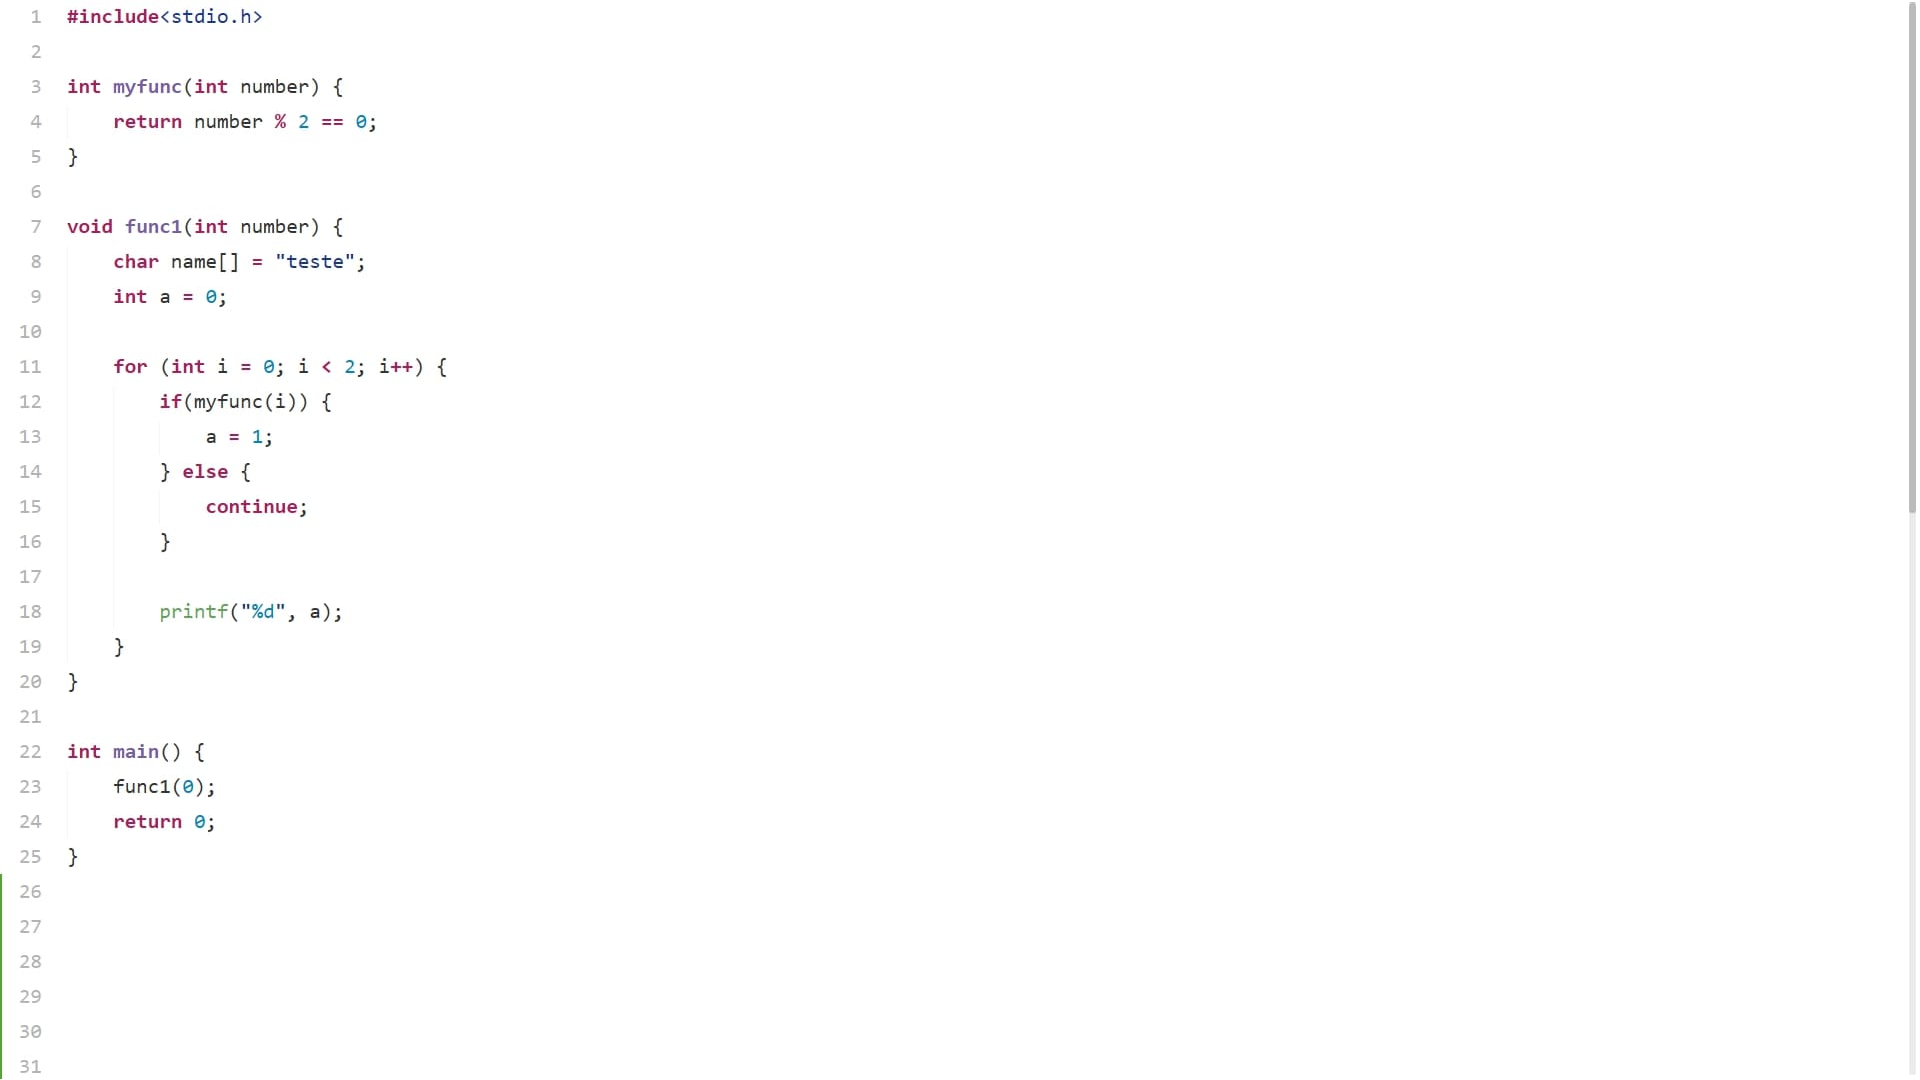 1 #include<stdio.h>
2
3 int myfunc(int number) {
4     return number % 2 == 0;
5 }
6
7 void func1(int number) {
8     char name[] = "teste";
9     int a = 0;
10
11     for (int i = 0; i < 2; i++) {
12         if(myfunc(i)) {
13             a = 1;
14         } else {
15             continue;
16         }
17
18         printf("%d", a);
19     }
20 }
21
22 int main() {
23     func1(0);
24     return 0;
25 }
26
27
28
29
30
31